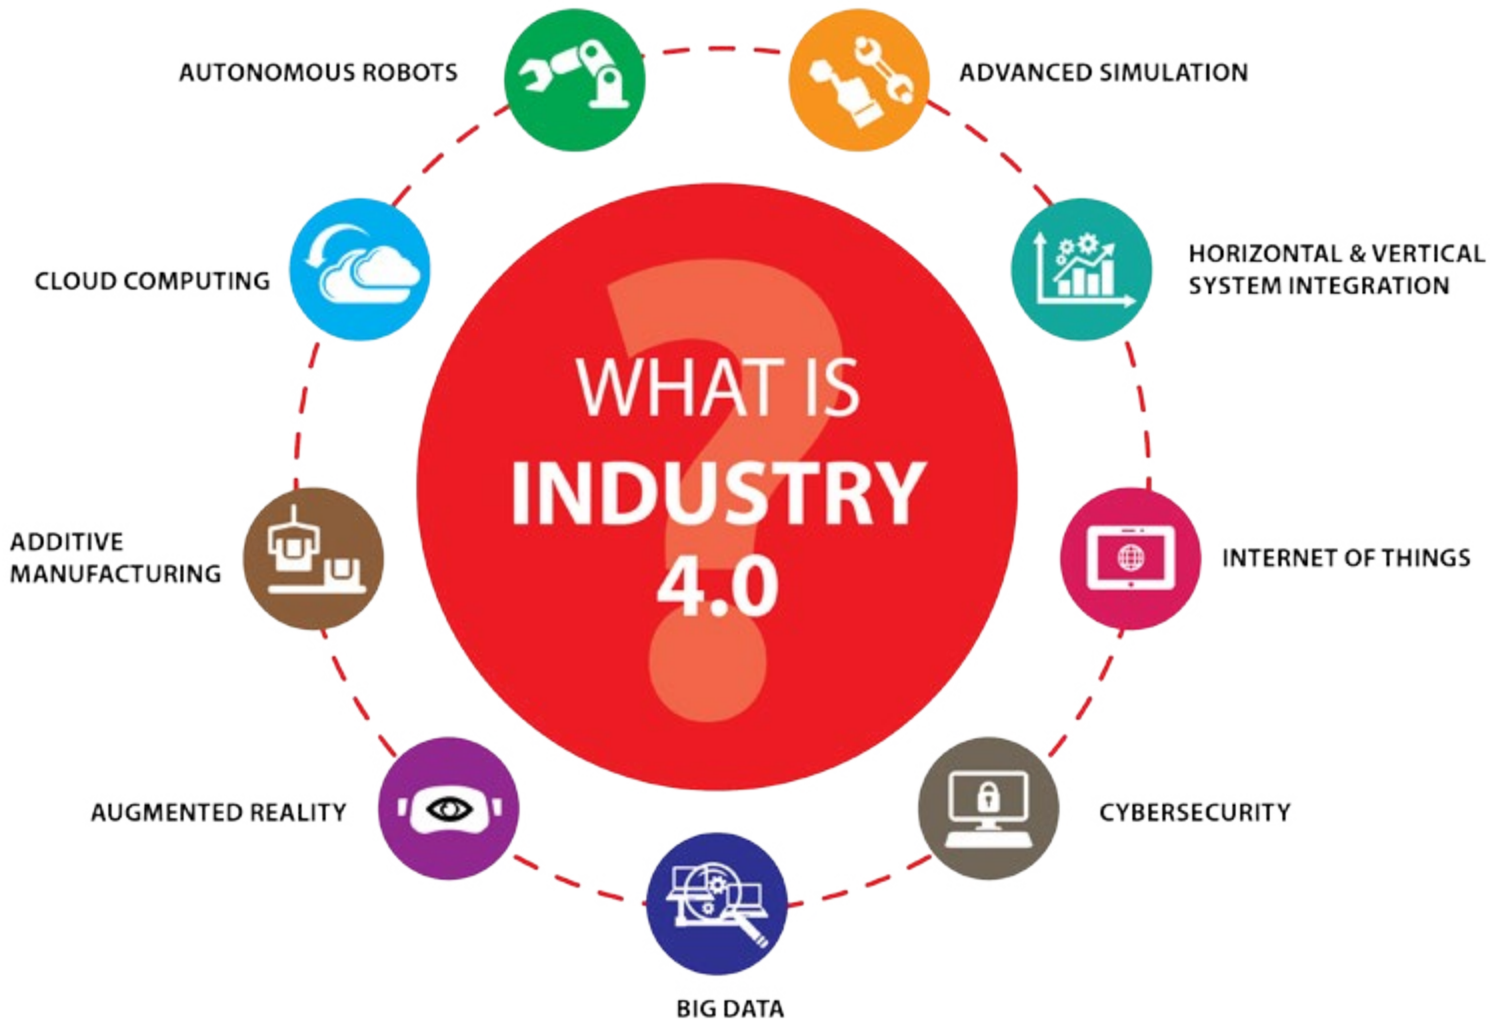 AUTONOMOUS ROBOTS
ADVANCED SIMULATION
CLOUD COMPUTING
HORIZONTAL & VERTICAL
SYSTEM INTEGRATION
WHAT IS
INDUSTRY
4.0
ADDITIVE
MANUFACTURING
INTERNET OF THINGS
AUGMENTED REALITY
CYBERSECURITY
BIG DATA